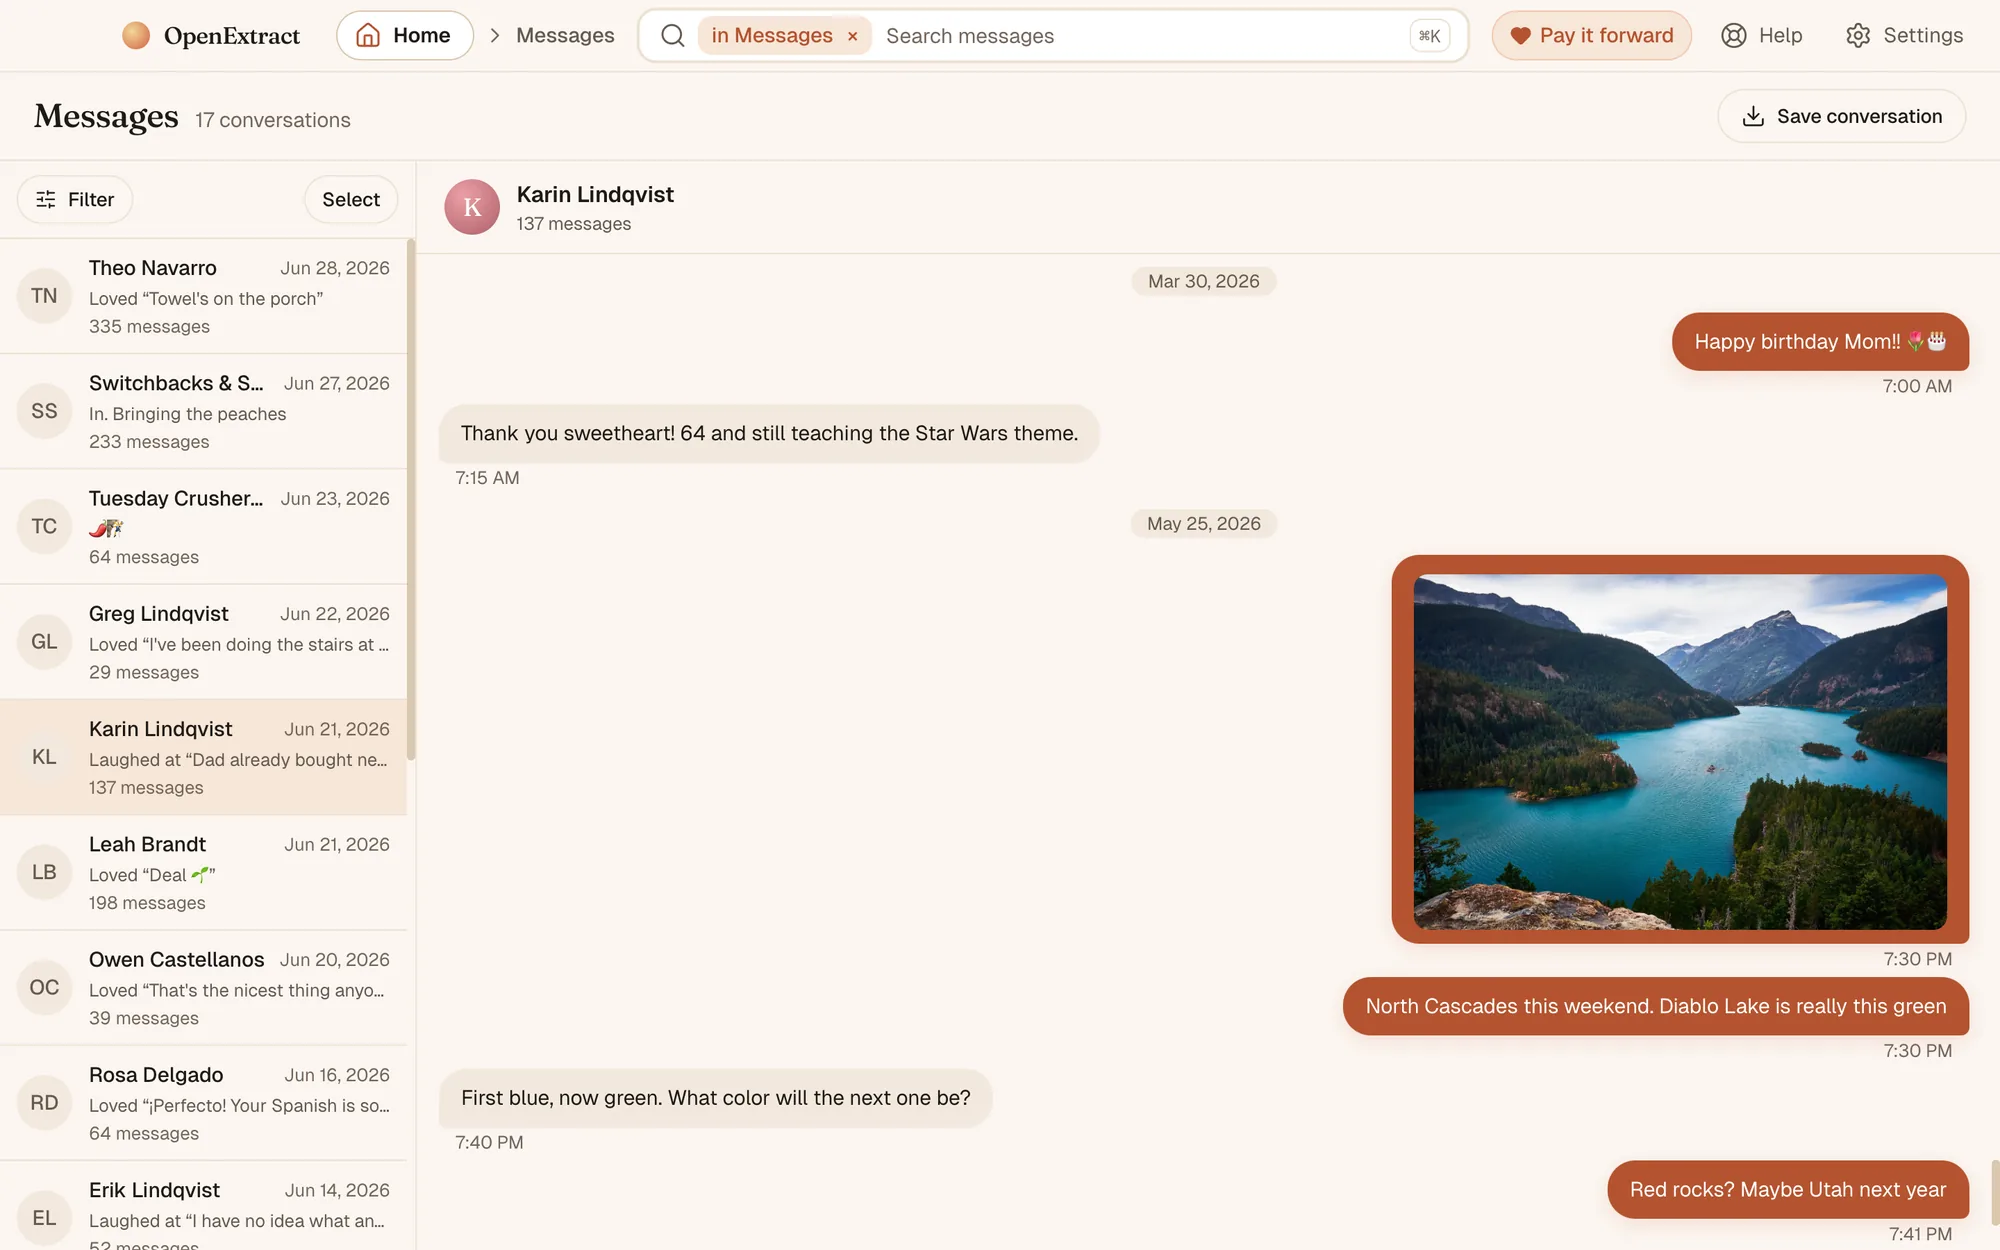 OpenExtract
Home
Messages
in Messages ×
Search messages
⌘K
Pay it forward
Help
Settings
Messages 17 conversations
Save conversation
Filter
Select
Theo Navarro Jun 28, 2026
Loved “Towel's on the porch”
335 messages
SS
Switchbacks & S... Jun 27, 2026
In. Bringing the peaches
233 messages
TC
Tuesday Crusher... Jun 23, 2026
🌶️🧗
64 messages
GL
Greg Lindqvist Jun 22, 2026
Loved “I've been doing the stairs at ...
29 messages
KL
Karin Lindqvist Jun 21, 2026
Laughed at “Dad already bought ne...
137 messages
LB
Leah Brandt Jun 21, 2026
Loved “Deal 🌱”
198 messages
OC
Owen Castellanos Jun 20, 2026
Loved “That's the nicest thing anyo...
39 messages
RD
Rosa Delgado Jun 16, 2026
Loved “¡Perfecto! Your Spanish is so...
64 messages
EL
Erik Lindqvist Jun 14, 2026
Laughed at “I have no idea what an...
52 messages
TN
K
Karin Lindqvist
137 messages
Mar 30, 2026
Happy birthday Mom!! 🌷🎂
7:00 AM
Thank you sweetheart! 64 and still teaching the Star Wars theme.
7:15 AM
May 25, 2026
7:30 PM
North Cascades this weekend. Diablo Lake is really this green
7:30 PM
First blue, now green. What color will the next one be?
7:40 PM
Red rocks? Maybe Utah next year
7:41 PM